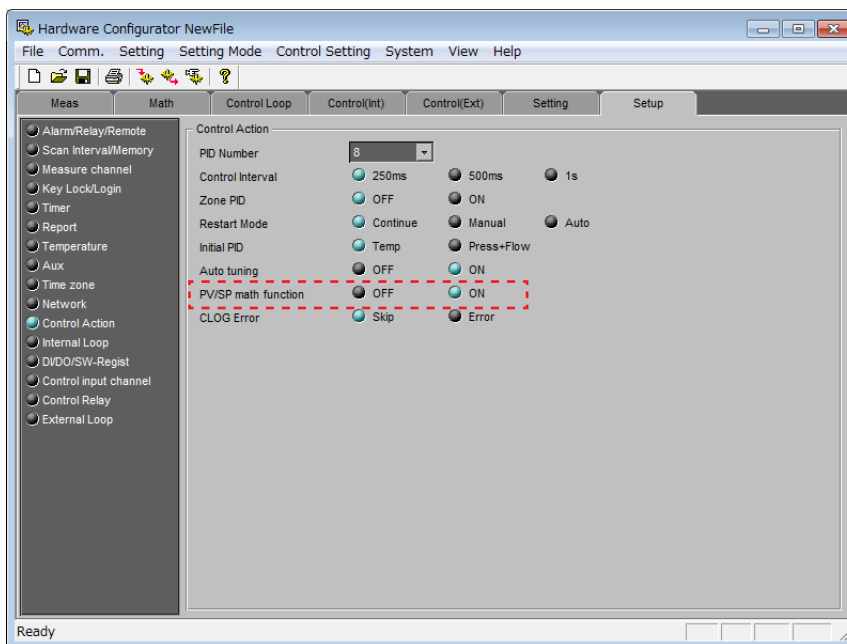 Hardware Configurator NewFile
File Comm. Setting Setting Mode Control Setting System View Help
Meas Math Control Loop Control(Int) Control(Ext) Setting Setup
Alarm/Relay/Remote
Scan Interval/Memory
Measure channel
Key Lock/Login
Timer
Report
Temperature
Aux
Time zone
Network
Control Action
Internal Loop
DI/DO/SW-Regist
Control input channel
Control Relay
External Loop
Control Action
PID Number 8
Control Interval 250ms 500ms 1s
Zone PID OFF ON
Restart Mode Continue Manual Auto
Initial PID Temp Press+Flow
Auto tuning OFF ON
PV/SP math function OFF ON
CLOG Error Skip Error
Ready